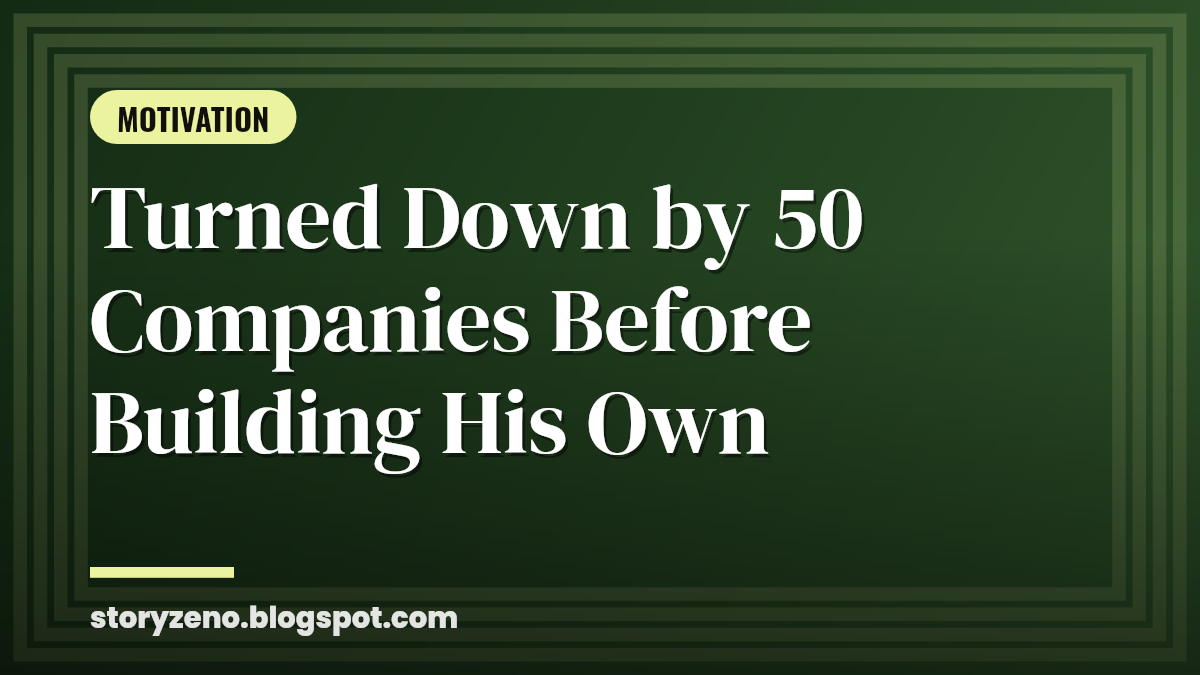 MOTIVATION
Turned Down by 50
Companies Before
Building His Own
storyzeno.blogspot.com